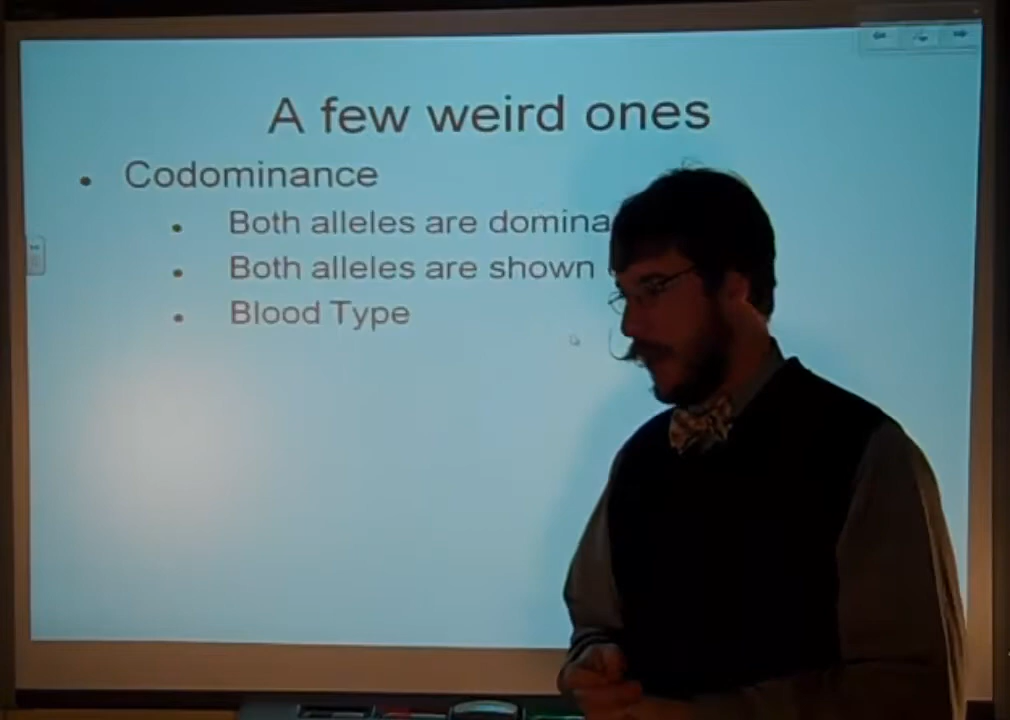 A few weird ones
Codominance
Both alleles are domina
Both alleles are shown
Blood Type